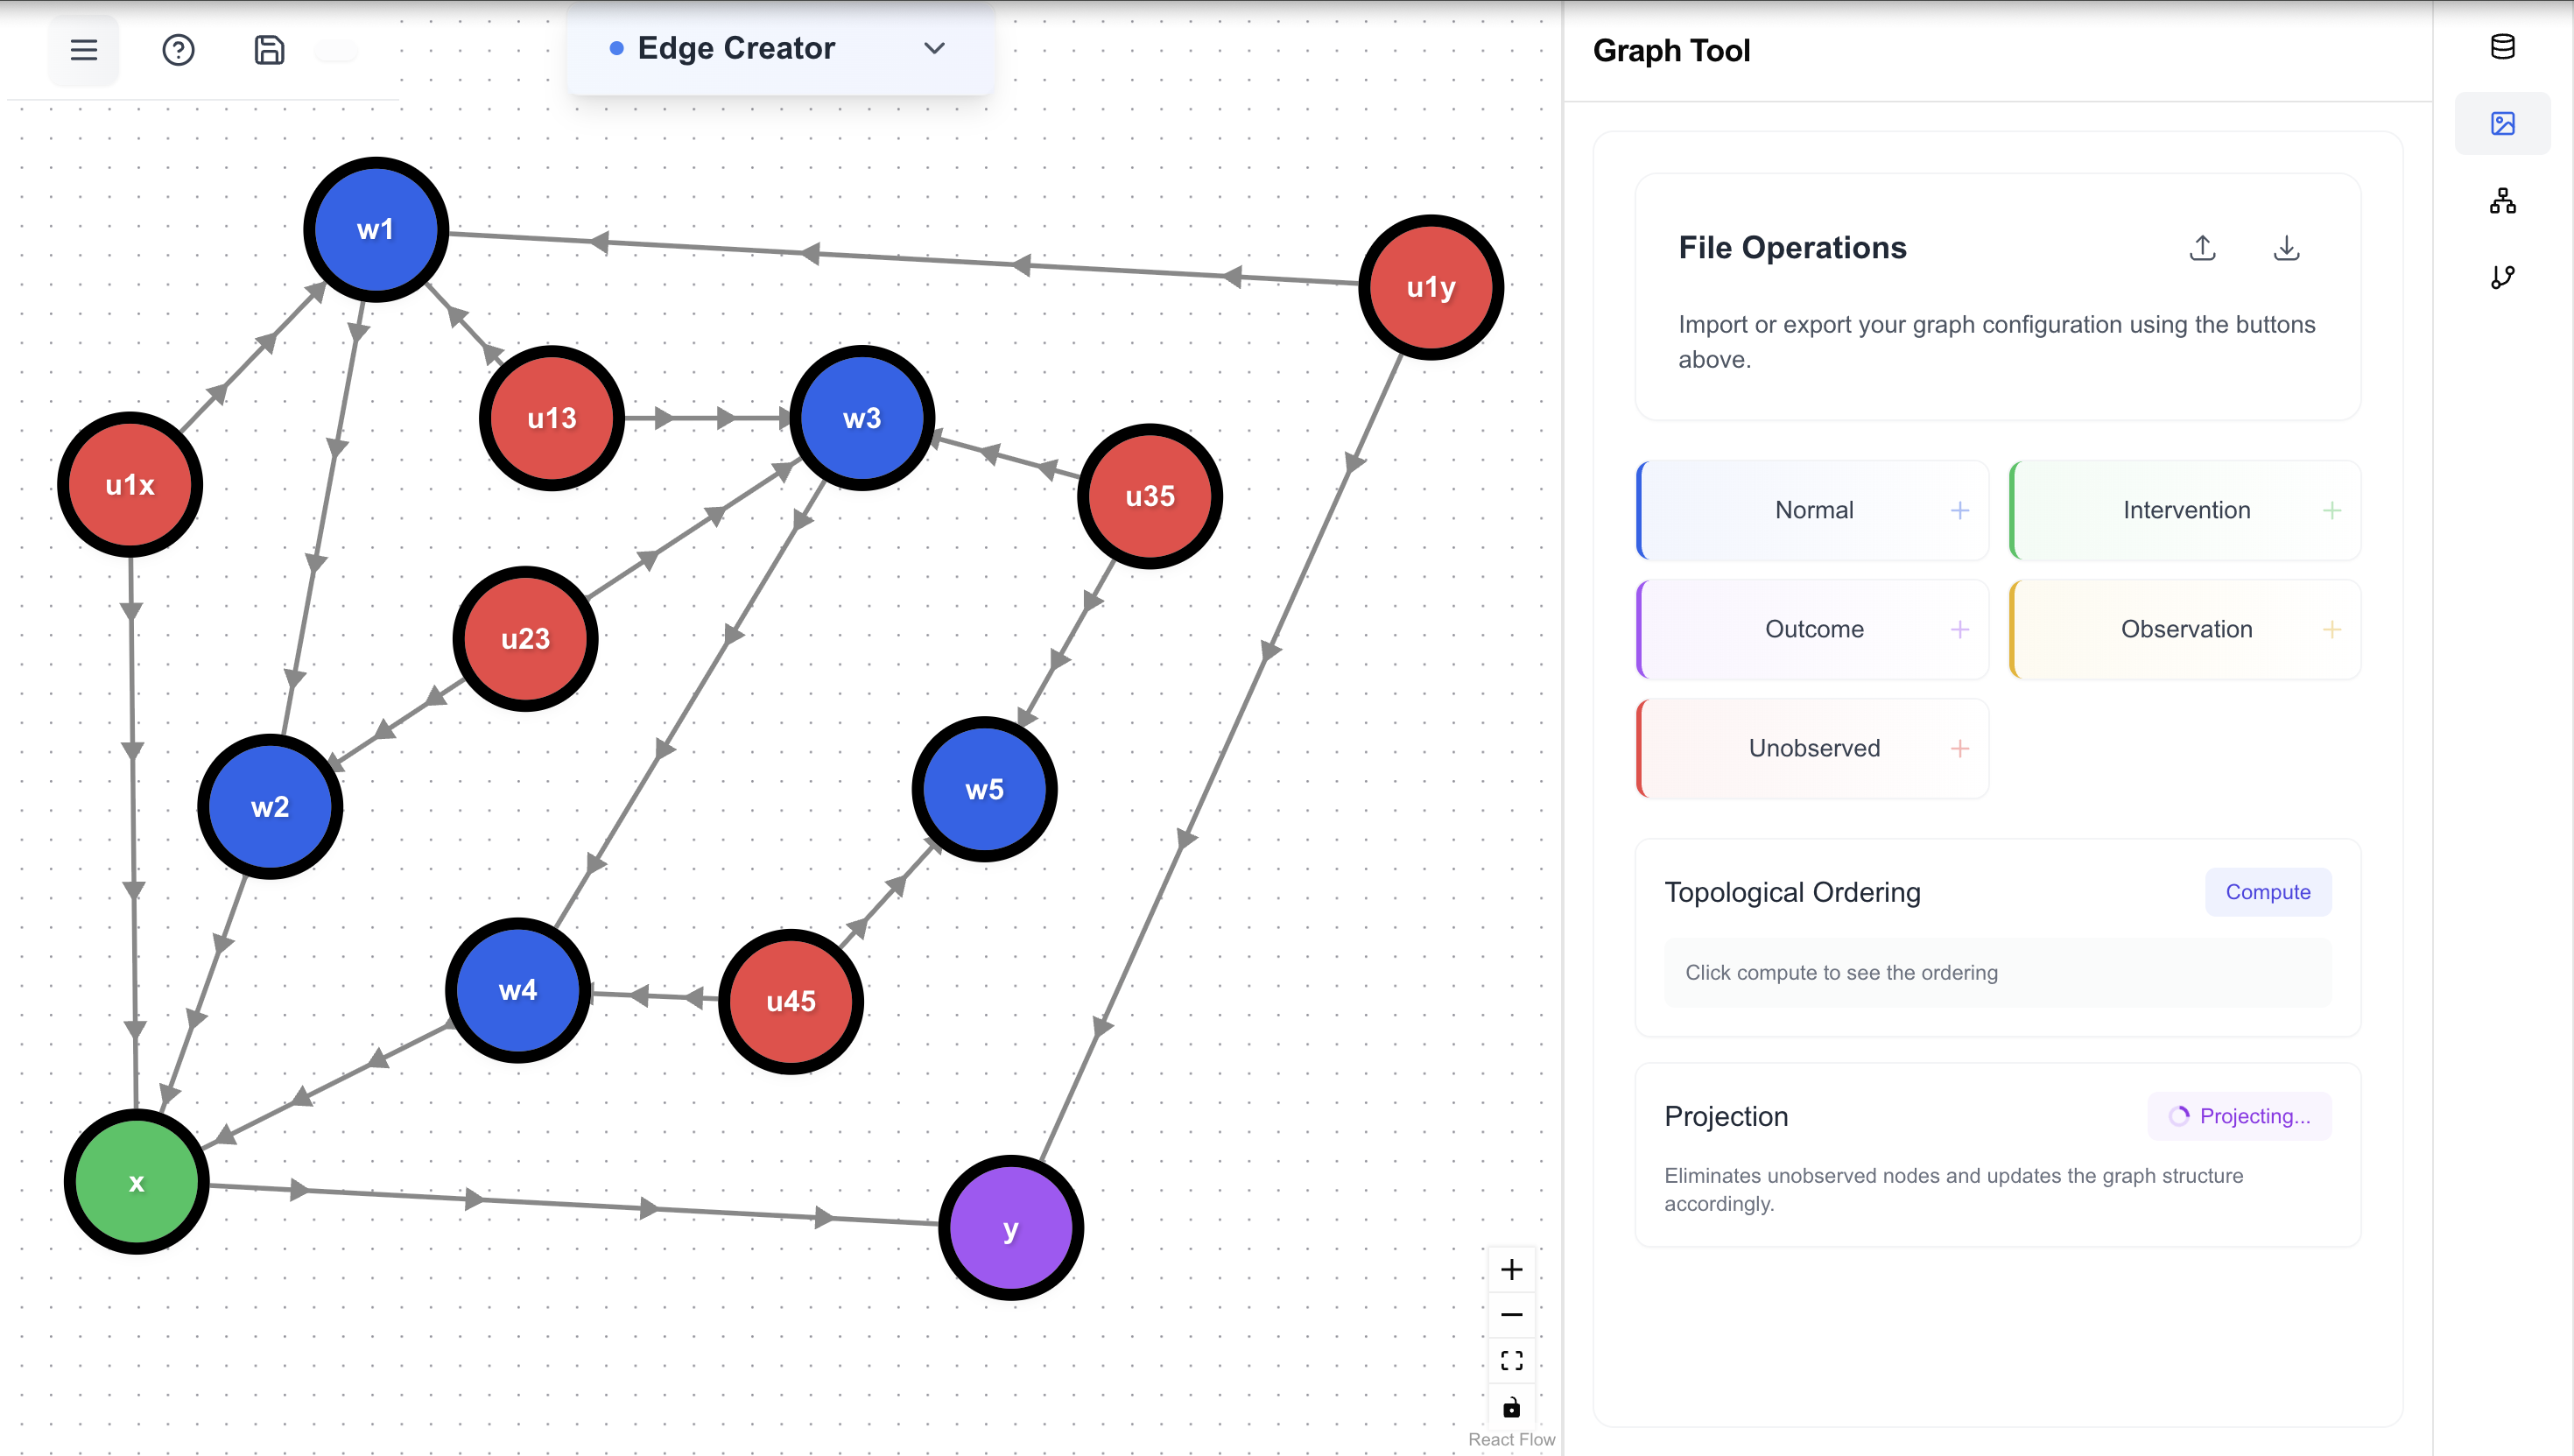 Edge Creator
Graph Tool
w1
u1y
u13
w3
u1x
u35
u23
w5
w2
w4
u45
x
y
React Flow
File Operations
Import or export your graph configuration using the buttons
above.
Normal
Intervention
Outcome
Observation
Unobserved
Topological Ordering
Compute
Click compute to see the ordering
Projection
Projecting...
Eliminates unobserved nodes and updates the graph structure
accordingly.